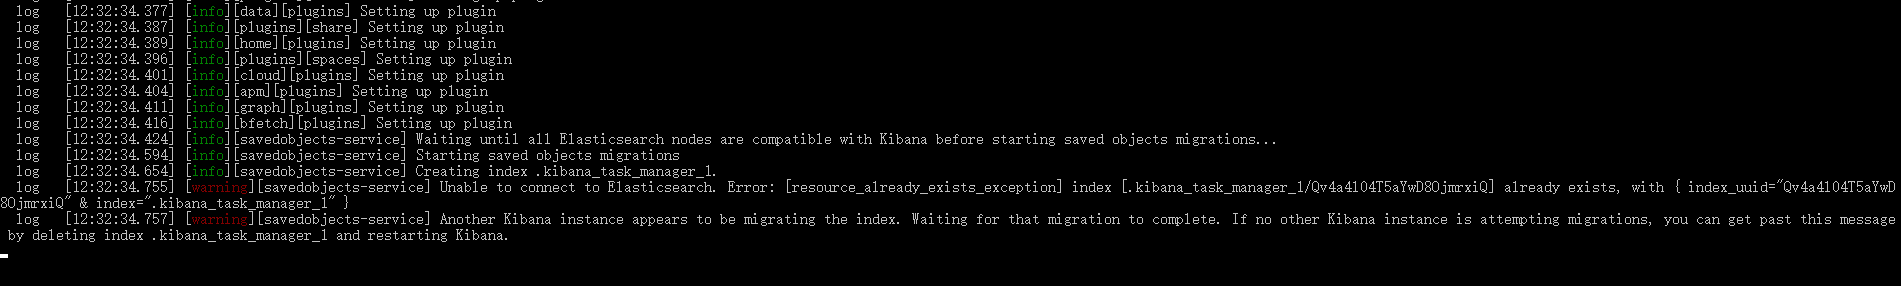 log   [12:32:34.377] [info][data][plugins] Setting up plugin
log   [12:32:34.387] [info][plugins][share] Setting up plugin
log   [12:32:34.389] [info][home][plugins] Setting up plugin
log   [12:32:34.396] [info][plugins][spaces] Setting up plugin
log   [12:32:34.401] [info][cloud][plugins] Setting up plugin
log   [12:32:34.404] [info][apm][plugins] Setting up plugin
log   [12:32:34.411] [info][graph][plugins] Setting up plugin
log   [12:32:34.416] [info][bfetch][plugins] Setting up plugin
log   [12:32:34.424] [info][savedobjects-service] Waiting until all Elasticsearch nodes are compatible with Kibana before starting saved objects migrations...
log   [12:32:34.594] [info][savedobjects-service] Starting saved objects migrations
log   [12:32:34.654] [info][savedobjects-service] Creating index .kibana_task_manager_1.
log   [12:32:34.755] [warning][savedobjects-service] Unable to connect to Elasticsearch. Error: [resource_already_exists_exception] index [.kibana_task_manager_1/Qv4a4104T5aYwD8OjmrxiQ] already exists, with { index_uuid="Qv4a4104T5aYwD
8OjmrxiQ" & index=".kibana_task_manager_1" }
log   [12:32:34.757] [warning][savedobjects-service] Another Kibana instance appears to be migrating the index. Waiting for that migration to complete. If no other Kibana instance is attempting migrations, you can get past this message
by deleting index .kibana_task_manager_1 and restarting Kibana.